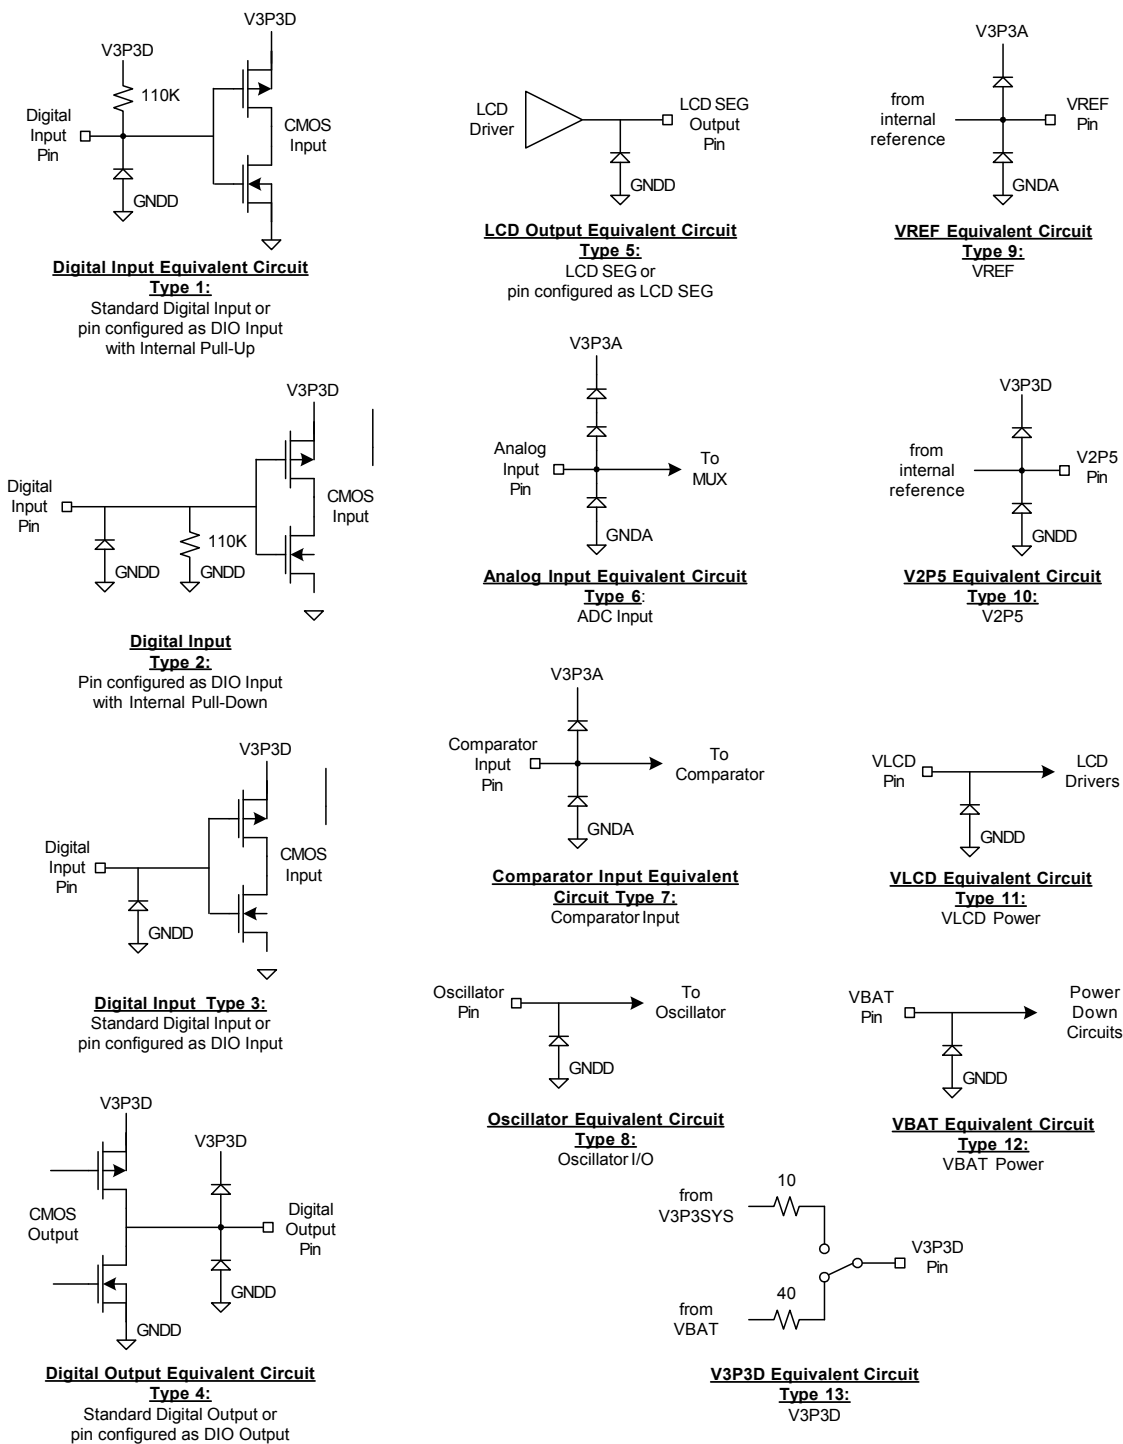 V3P3D
V3P3D
110K
Digital
Input
Pin
CMOS
Input
GNDD
Digital Input Equivalent Circuit
Type 1:
Standard Digital Input or
pin configured as DIO Input
with Internal Pull-Up
V3P3D
Digital
Input
Pin
CMOS
Input
110K
GNDD
GNDD
Digital Input
Type 2:
Pin configured as DIO Input
with Internal Pull-Down
V3P3D
Digital
Input
Pin
CMOS
Input
GNDD
Digital Input Type 3:
Standard Digital Input or
pin configured as DIO Input
V3P3D
V3P3D
CMOS
Output
Digital
Output
Pin
GNDD
GNDD
Digital Output Equivalent Circuit
Type 4:
Standard Digital Output or
pin configured as DIO Output
LCD
Driver
LCD SEG
Output
Pin
GNDD
LCD Output Equivalent Circuit
Type 5:
LCD SEG or
pin configured as LCD SEG
V3P3A
Analog
Input
Pin
To
MUX
GNDA
Analog Input Equivalent Circuit
Type 6:
ADC Input
V3P3A
Comparator
Input
Pin
To
Comparator
GNDA
Comparator Input Equivalent
Circuit Type 7:
Comparator Input
Oscillator
Pin
To
Oscillator
GNDD
Oscillator Equivalent Circuit
Type 8:
Oscillator I/O
V3P3A
from
internal
reference
VREF
Pin
GNDA
VREF Equivalent Circuit
Type 9:
VREF
V3P3D
from
internal
reference
V2P5
Pin
GNDD
V2P5 Equivalent Circuit
Type 10:
V2P5
VLCD
Pin
LCD
Drivers
GNDD
VLCD Equivalent Circuit
Type 11:
VLCD Power
VBAT
Pin
Power
Down
Circuits
GNDD
VBAT Equivalent Circuit
Type 12:
VBAT Power
10
from
V3P3SYS
V3P3D
Pin
40
from
VBAT
V3P3D Equivalent Circuit
Type 13:
V3P3D